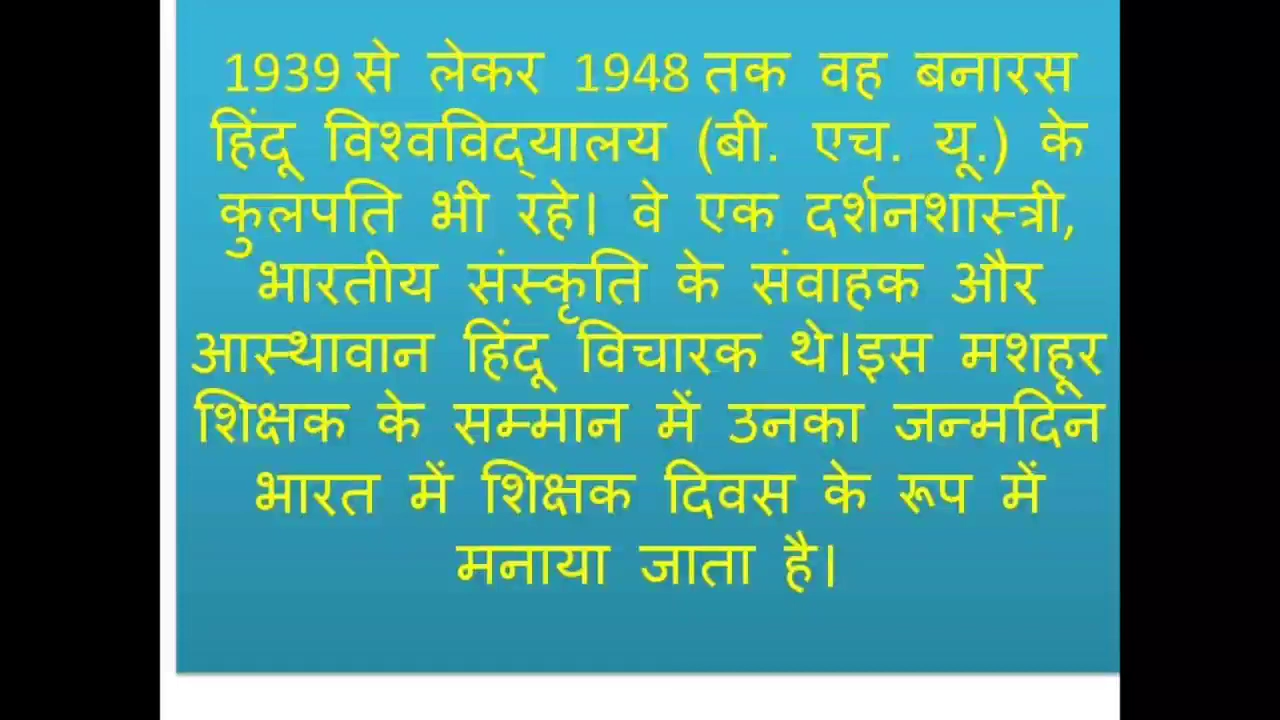 1939 से लेकर 1948 तक वह बनारस
हिंदू विश्वविद्यालय (बी. एच. यू.) के
कुलपति भी रहे। वे एक दर्शनशास्त्री,
भारतीय संस्कृति के संवाहक और
आस्थावान हिंदू विचारक थे।इस मशहूर
शिक्षक के सम्मान में उनका जन्मदिन
भारत में शिक्षक दिवस के रूप में
मनाया जाता है।